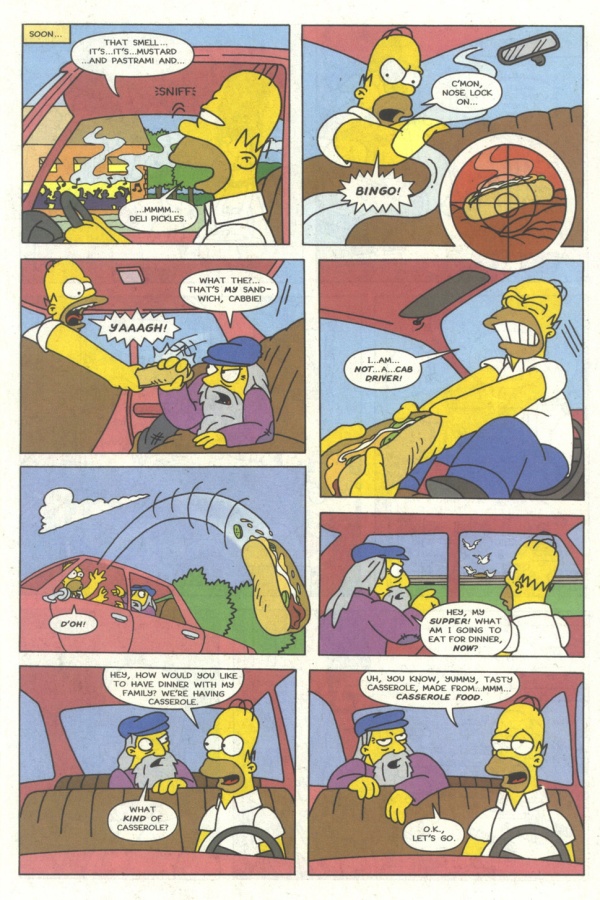 SOON...
THAT SMELL...
IT'S...IT'S...MUSTARD
...AND PASTRAMI AND...
SNIFF
...MMMM...
DELI PICKLES.
C'MON,
NOSE LOCK
ON...
BINGO!
YAAAGH!
WHAT THE?...
THAT'S MY SAND-
WICH, CABBIE!
I...AM...
NOT...A...CAB
DRIVER!
D'OH!
HEY, MY
SUPPER! WHAT
AM I GOING TO
EAT FOR DINNER,
NOW?
HEY, HOW WOULD YOU LIKE
TO HAVE DINNER WITH MY
FAMILY? WE'RE HAVING
CASSEROLE.
WHAT
KIND OF
CASSEROLE?
UH, YOU KNOW, YUMMY, TASTY
CASSEROLE, MADE FROM...MMM...
CASSEROLE FOOD.
O.K.,
LET'S GO.